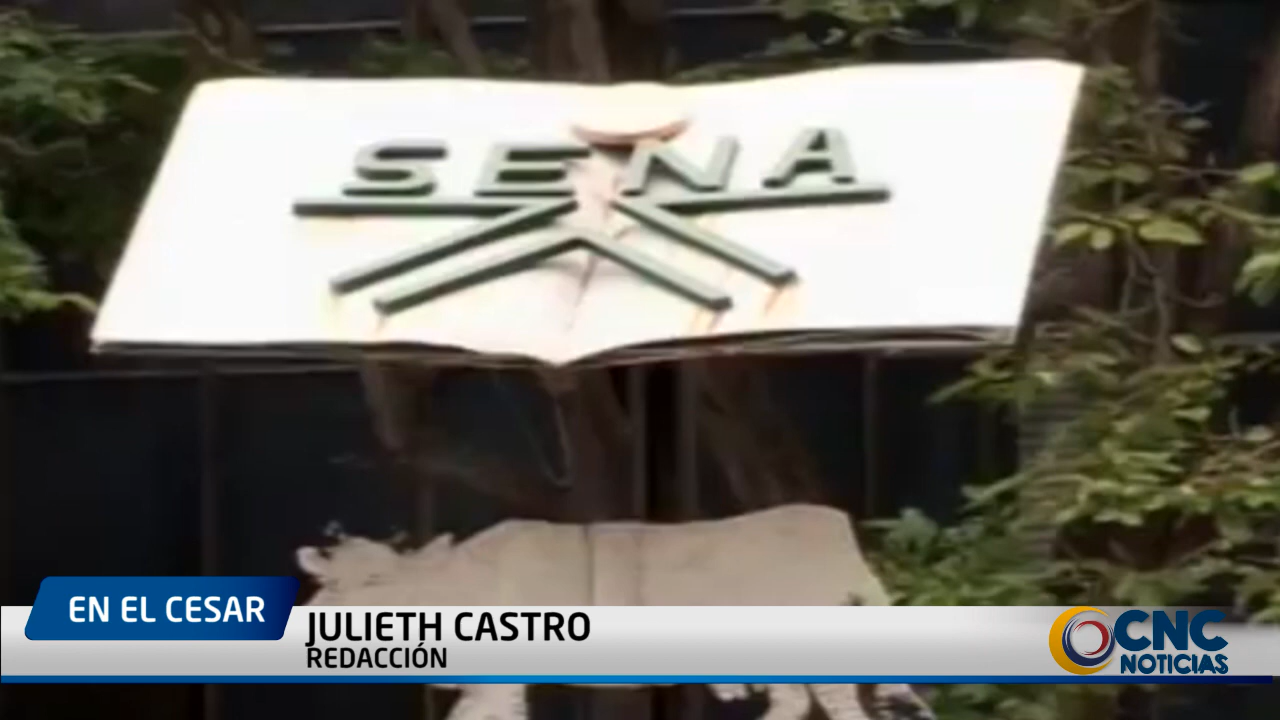 SENA
EN EL CESAR
JULIETH CASTRO
REDACCIÓN
CNC
NOTICIAS